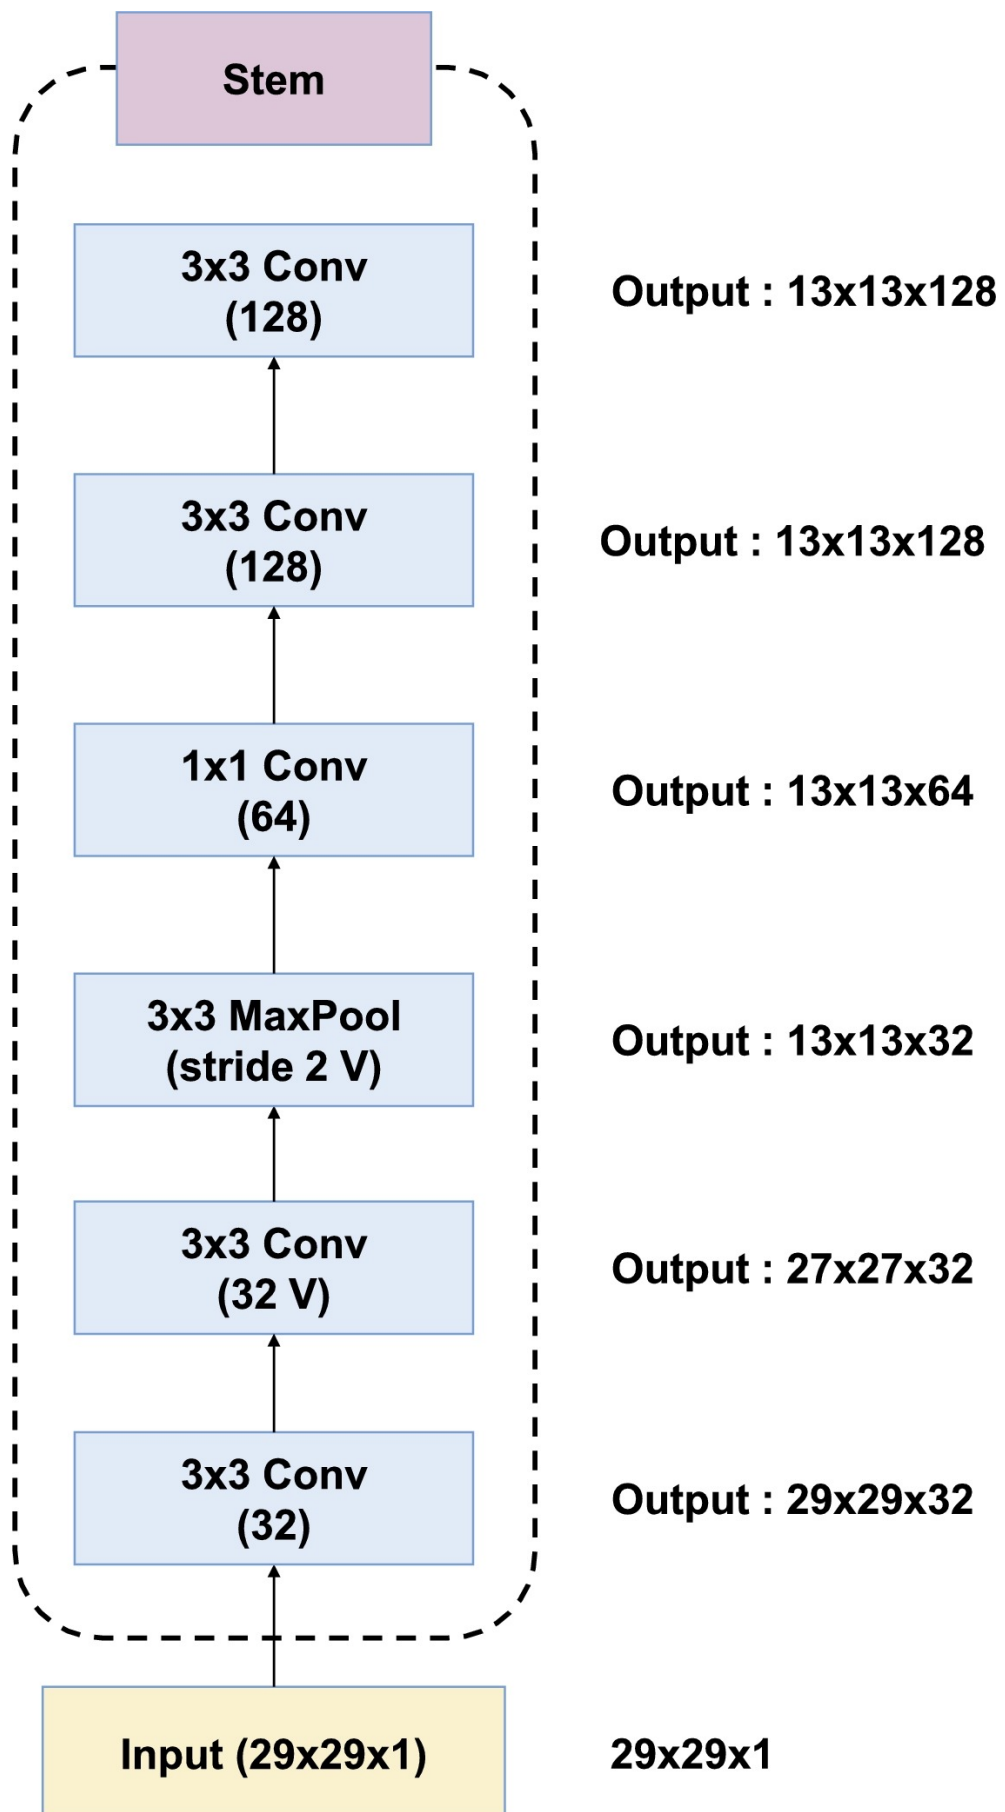 Stem
3x3 Conv
(128)
Output : 13x13x128
3x3 Conv
(128)
Output : 13x13x128
1x1 Conv
(64)
Output : 13x13x64
3x3 MaxPool
(stride 2 V)
Output : 13x13x32
3x3 Conv
(32 V)
Output : 27x27x32
3x3 Conv
(32)
Output : 29x29x32
Input (29x29x1)
29x29x1